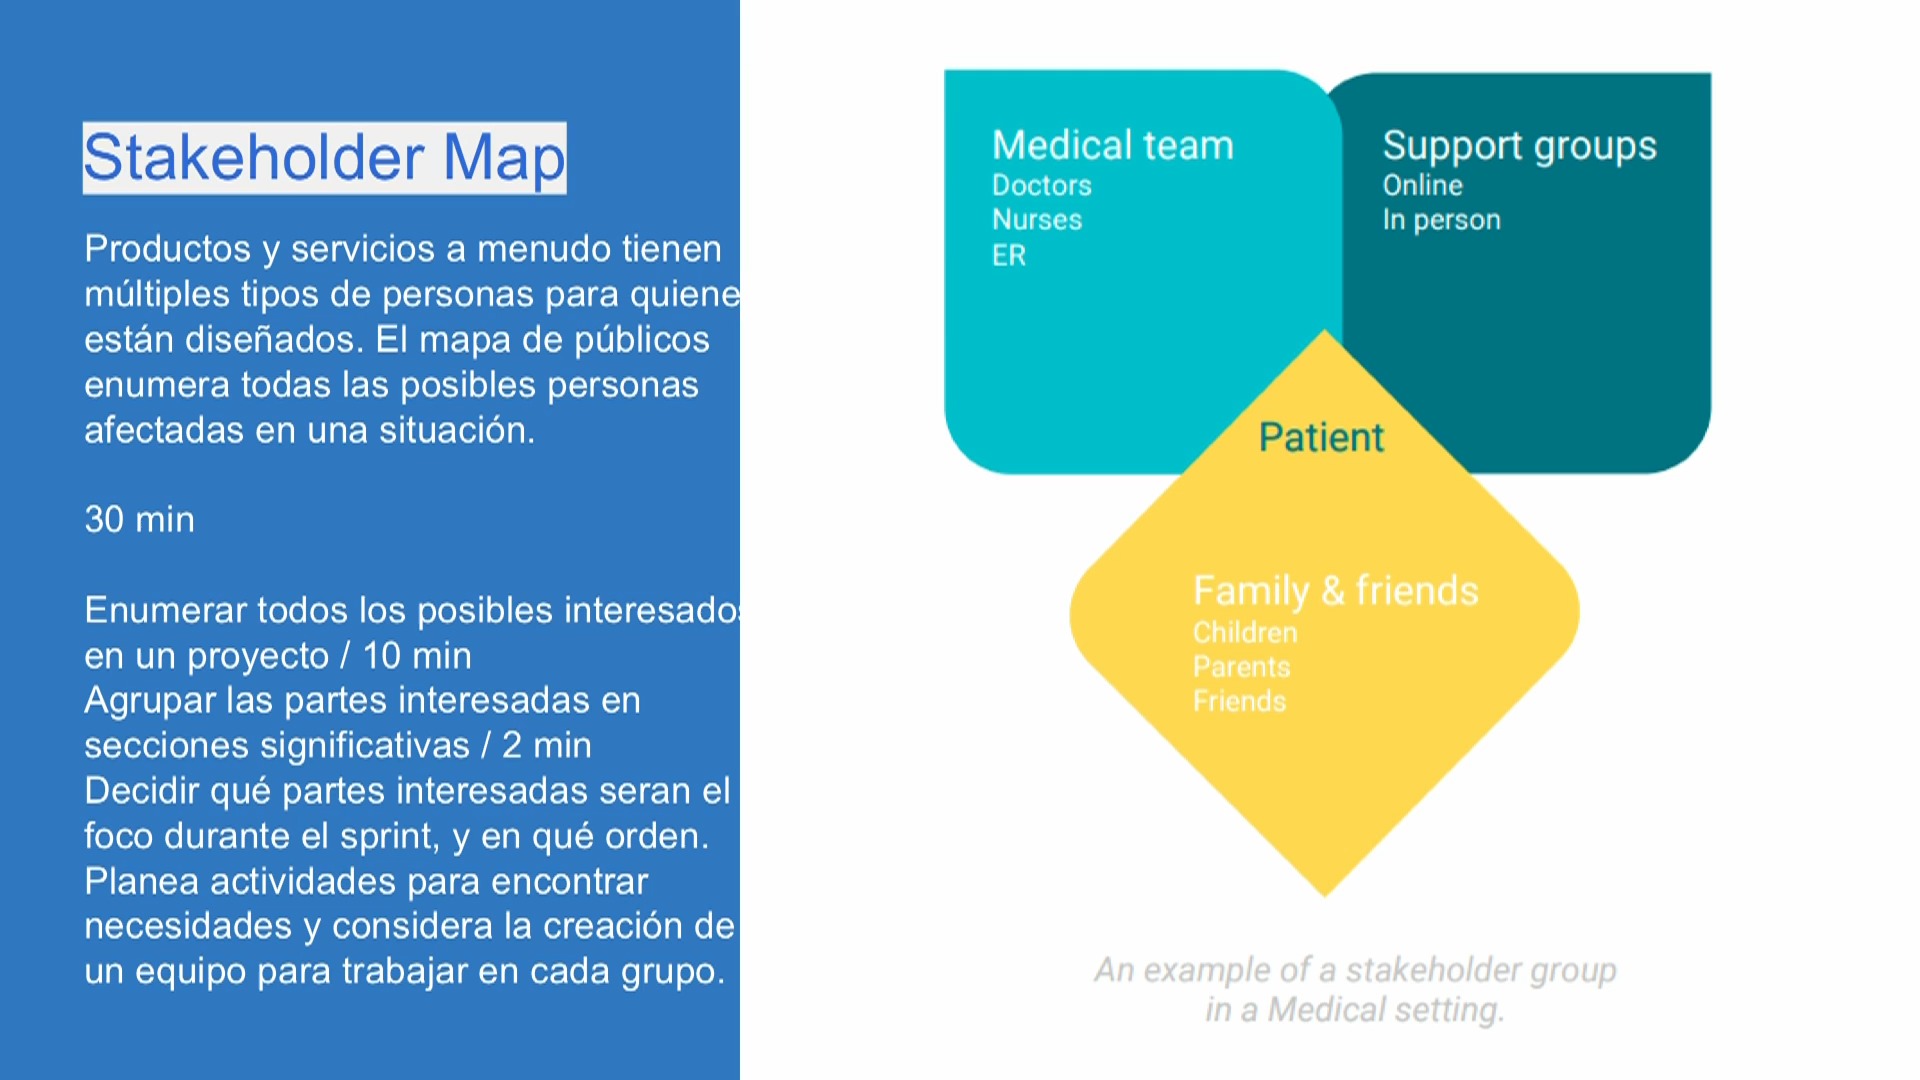 Stakeholder Map
Productos y servicios a menudo tienen
múltiples tipos de personas para quiene
están diseñados. El mapa de públicos
enumera todas las posibles personas
afectadas en una situación.
30 min
Enumerar todos los posibles interesados
en un proyecto / 10 min
Agrupar las partes interesadas en
secciones significativas / 2 min
Decidir qué partes interesadas seran el
foco durante el sprint, y en qué orden.
Planea actividades para encontrar
necesidades y considera la creación de
un equipo para trabajar en cada grupo.
Medical team
Doctors
Nurses
ER
Support groups
Online
In person
Patient
Family & friends
Children
Parents
Friends
An example of a stakeholder group
in a Medical setting.